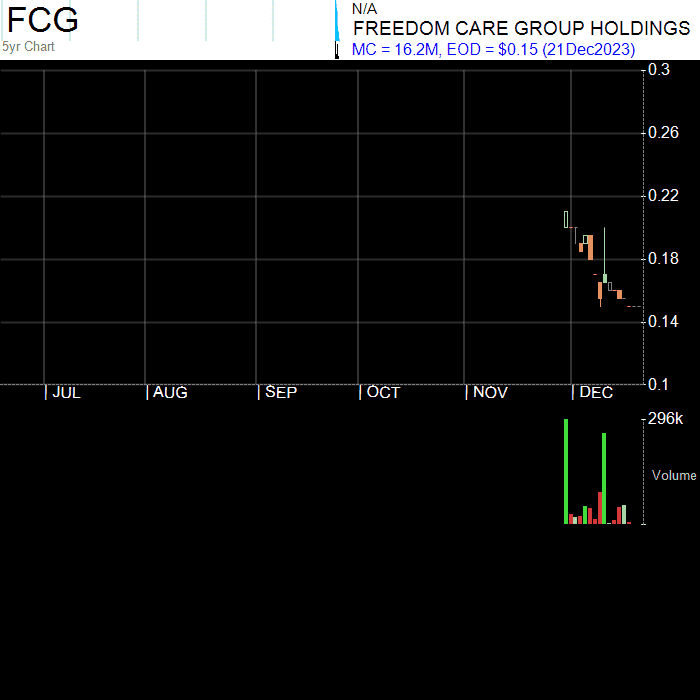 FCG
5yr Chart
N/A
FREEDOM CARE GROUP HOLDINGS
MC = 16.2M, EOD = $0.15 (21Dec2023)
0.3
0.26
0.22
0.18
0.14
0.1
JUL AUG SEP OCT NOV DEC
296k
Volume